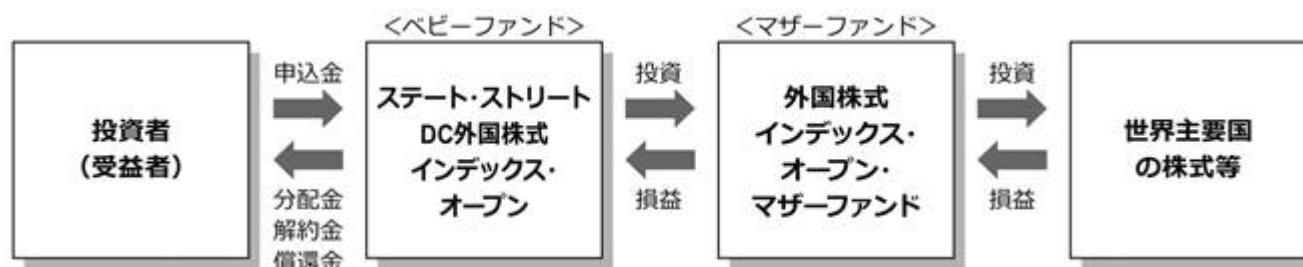 <ベビーファンド>
<マザーファンド>
投資者
(受益者)
申込金
分配金
解約金
償還金
ステート・ストリート
DC外国株式
インデックス・
オープン
投資
損益
外国株式
インデックス・
オープン・
マザーファンド
投資
損益
世界主要国
の株式等